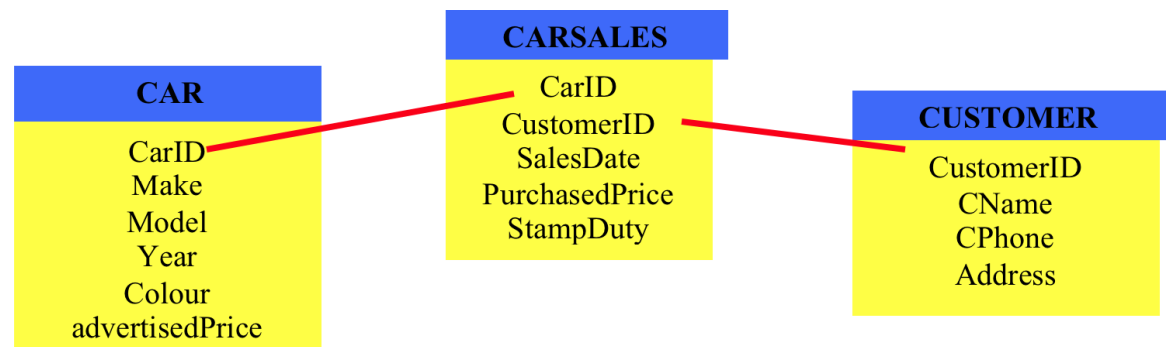 CAR
CarID
Make
Model
Year
Colour
advertisedPrice
CARSALES
CarID
CustomerID
SalesDate
PurchasedPrice
StampDuty
CUSTOMER
CustomerID
CName
CPhone
Address